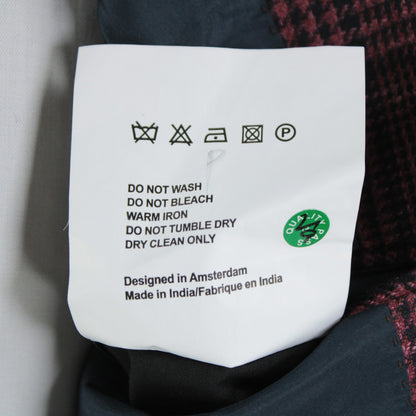 DO NOT WASH
DO NOT BLEACH
WARM IRON
DO NOT TUMBLE DRY
DRY CLEAN ONLY
QUALITY PASS
Designed in Amsterdam
Made in India/Fabrique en India